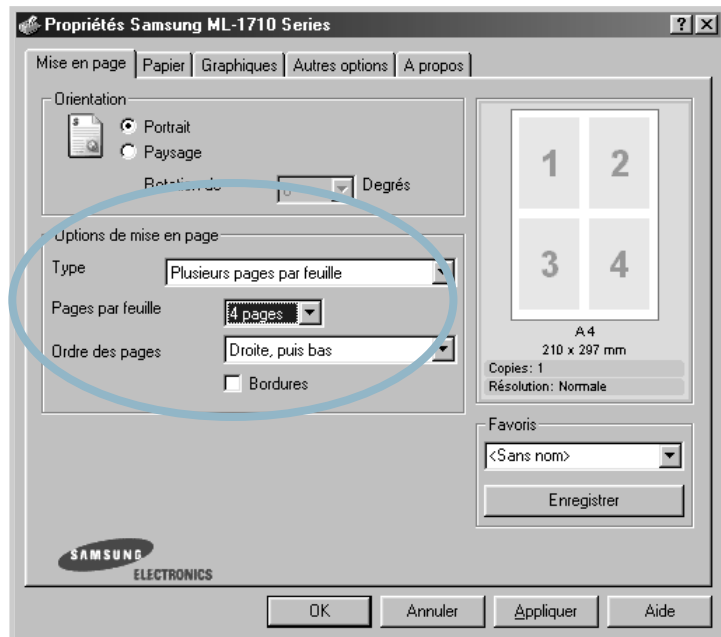 Propriétés Samsung ML-1710 Series
Mise en page Papier Graphiques Autres options A propos
Orientation
Portrait
Paysage
Rotation de 0 Degrés
Options de mise en page
Type Plusieurs pages par feuille
Pages par feuille 4 pages
Ordre des pages Droite, puis bas
Bordures
1 2
3 4
A4
210 x 297 mm
Copies: 1
Résolution: Normale
Favoris
<Sans nom>
Enregistrer
SAMSUNG
ELECTRONICS
OK Annuler Appliquer Aide